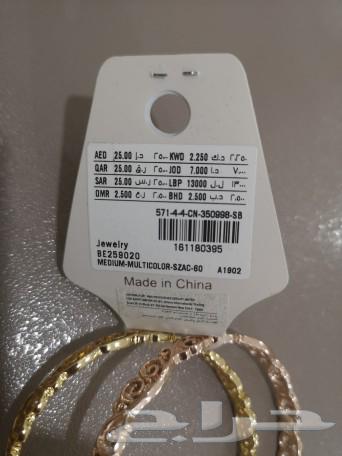 AED 25.00 ٢٥.٠٠ د.إ KWD 2.250 د.ك ٢.٢٥٠
QAR 25.00 ٢٥.٠٠ ر.ق JOD 7.000 د.ا ٧.٠٠٠
SAR 25.00 ٢٥.٠٠ ر.س LBP 13000 ل.ل ١٣٠٠٠
OMR 2.500 ٢.٥٠٠ ر.ع BHD 2.500 د.ب ٢.٥٠٠
571-4-4-CN-350998-SB
161180395
Jewelry
BE259020
MEDIUM-MULTICOLOR-SZAC-60 A1902
Made in China
حراج